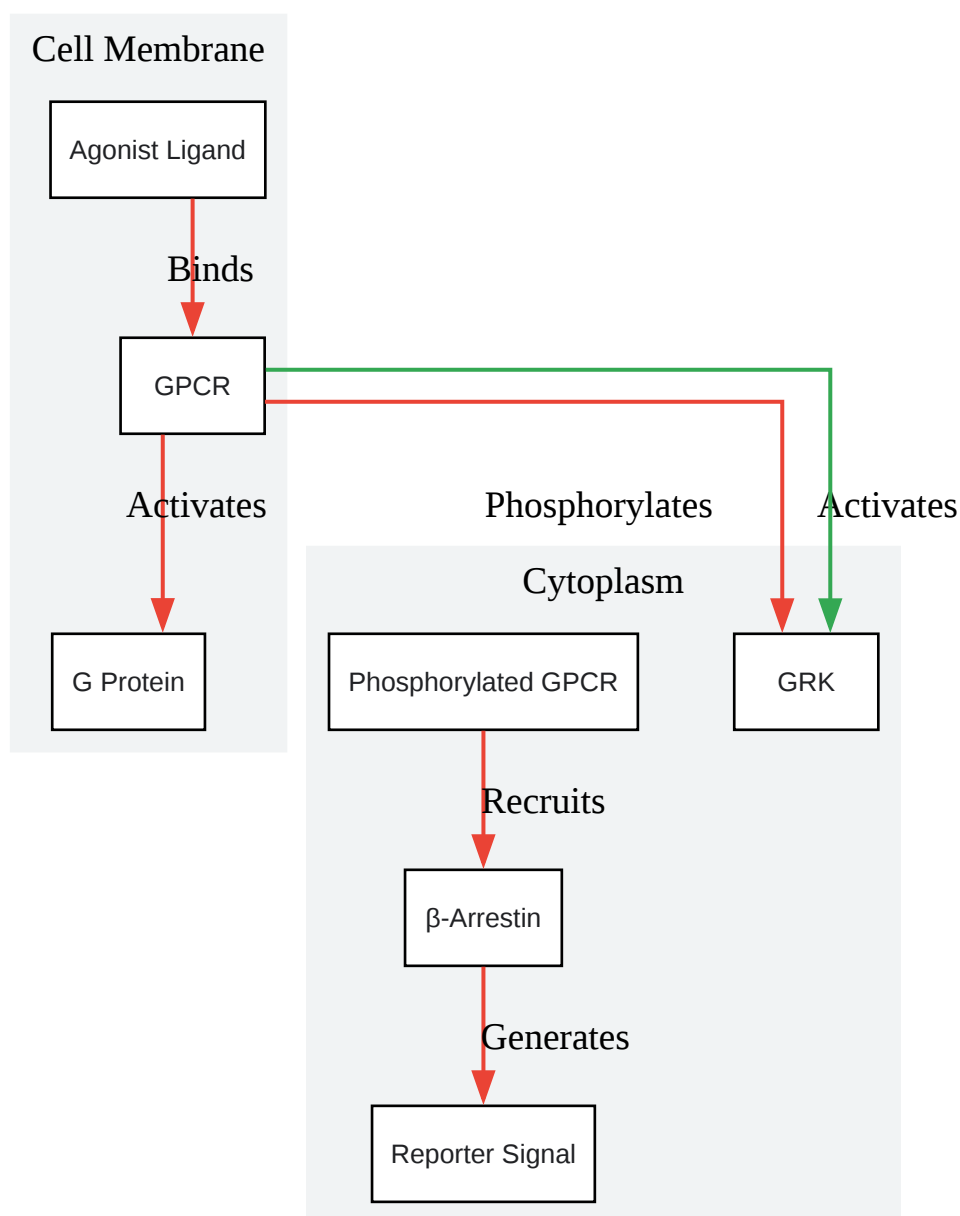 Cell Membrane
Agonist Ligand
Binds
GPCR
Activates
Phosphorylates
Activates
Cytoplasm
G Protein
Phosphorylated GPCR
GRK
Recruits
β-Arrestin
Generates
Reporter Signal